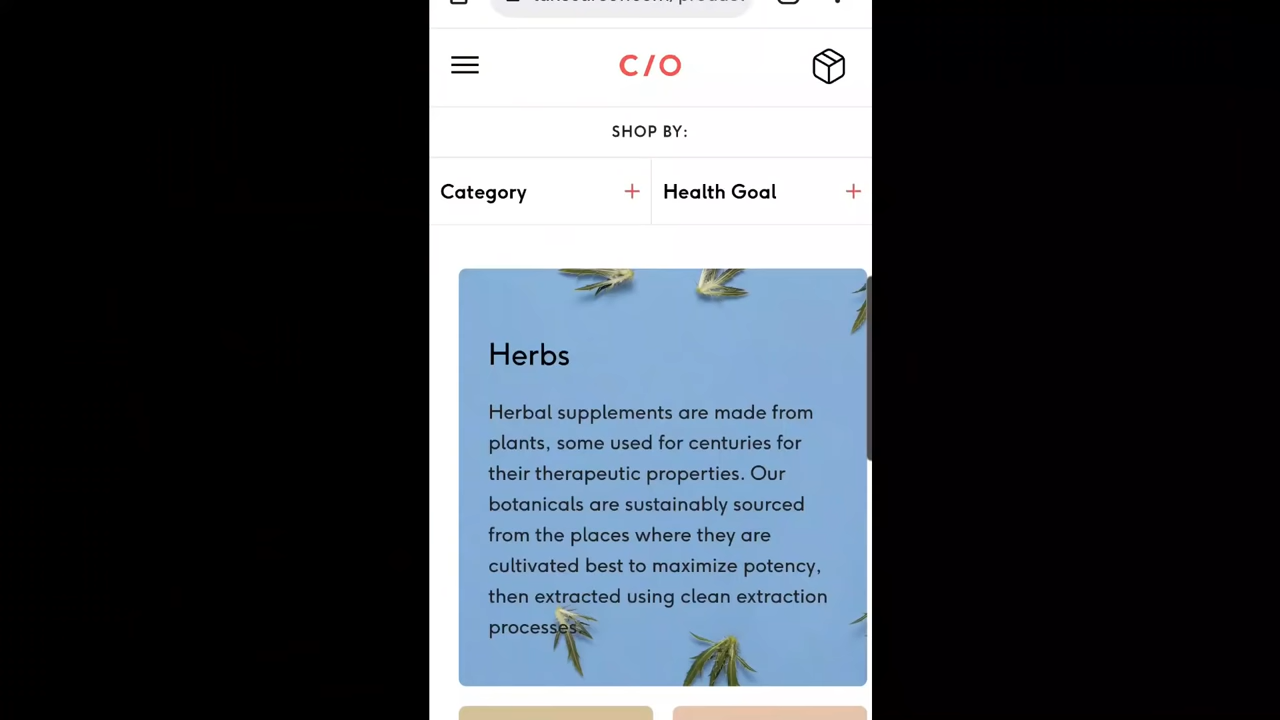 C/O
SHOP BY:
Category + Health Goal +
Herbs
Herbal supplements are made from
plants, some used for centuries for
their therapeutic properties. Our
botanicals are sustainably sourced
from the places where they are
cultivated best to maximize potency,
then extracted using clean extraction
processes.